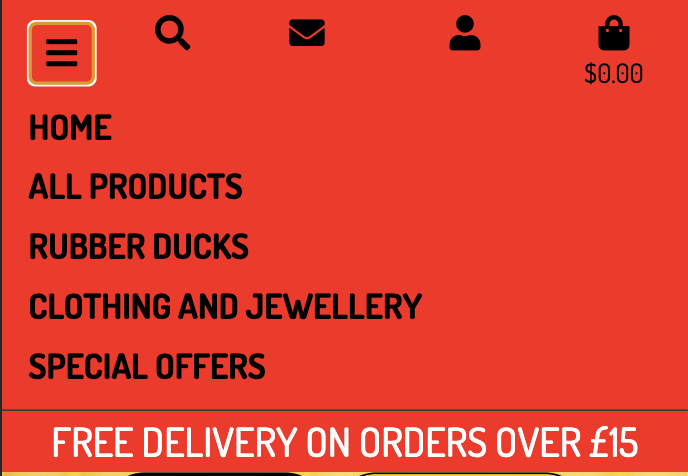 $0.00
HOME
ALL PRODUCTS
RUBBER DUCKS
CLOTHING AND JEWELLERY
SPECIAL OFFERS
FREE DELIVERY ON ORDERS OVER £15